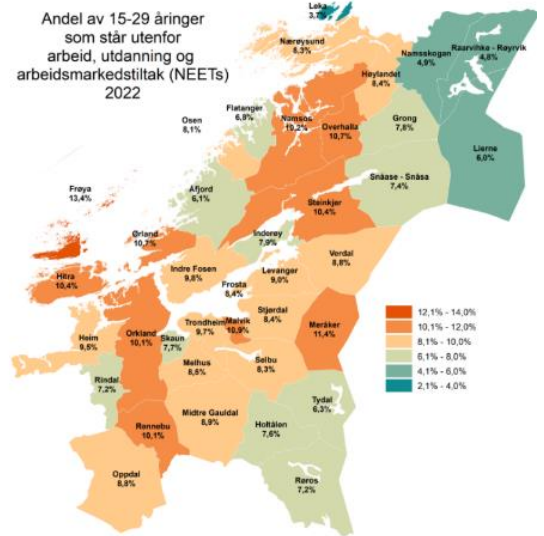 Andel av 15-29 åringer
som står utenfor
arbeid, utdanning og
arbeidsmarkedstiltak (NEETs)
2022
Leka
3,7%
Nærøysund
8,3%
Høylandet
8,4%
Namsskogan
4,9%
Raarvihke - Røyrvik
4,8%
Flatanger
6,8%
Osen
8,1%
Namsos
10,2%
Overhalla
10,7%
Grong
7,8%
Lierne
6,0%
Snåase - Snåsa
7,4%
Frøya
13,4%
Åfjord
6,1%
Steinkjer
10,4%
Ørland
10,7%
Inderøy
7,9%
Verdal
8,8%
Hitra
10,4%
Indre Fosen
9,8%
Levanger
9,0%
Frosta
8,4%
Stjørdal
8,4%
Meråker
11,4%
Heim
9,5%
Orkland
10,1%
Skaun
7,7%
Trondheim
9,7%
Malvik
10,9%
Melhus
8,5%
Selbu
8,3%
Rindal
7,2%
Tydal
6,3%
Midtre Gauldal
8,9%
Holtålen
7,6%
Rennebu
10,1%
Oppdal
8,8%
Røros
7,2%
12,1% - 14,0%
10,1% - 12,0%
8,1% - 10,0%
6,1% - 8,0%
4,1% - 6,0%
2,1% - 4,0%